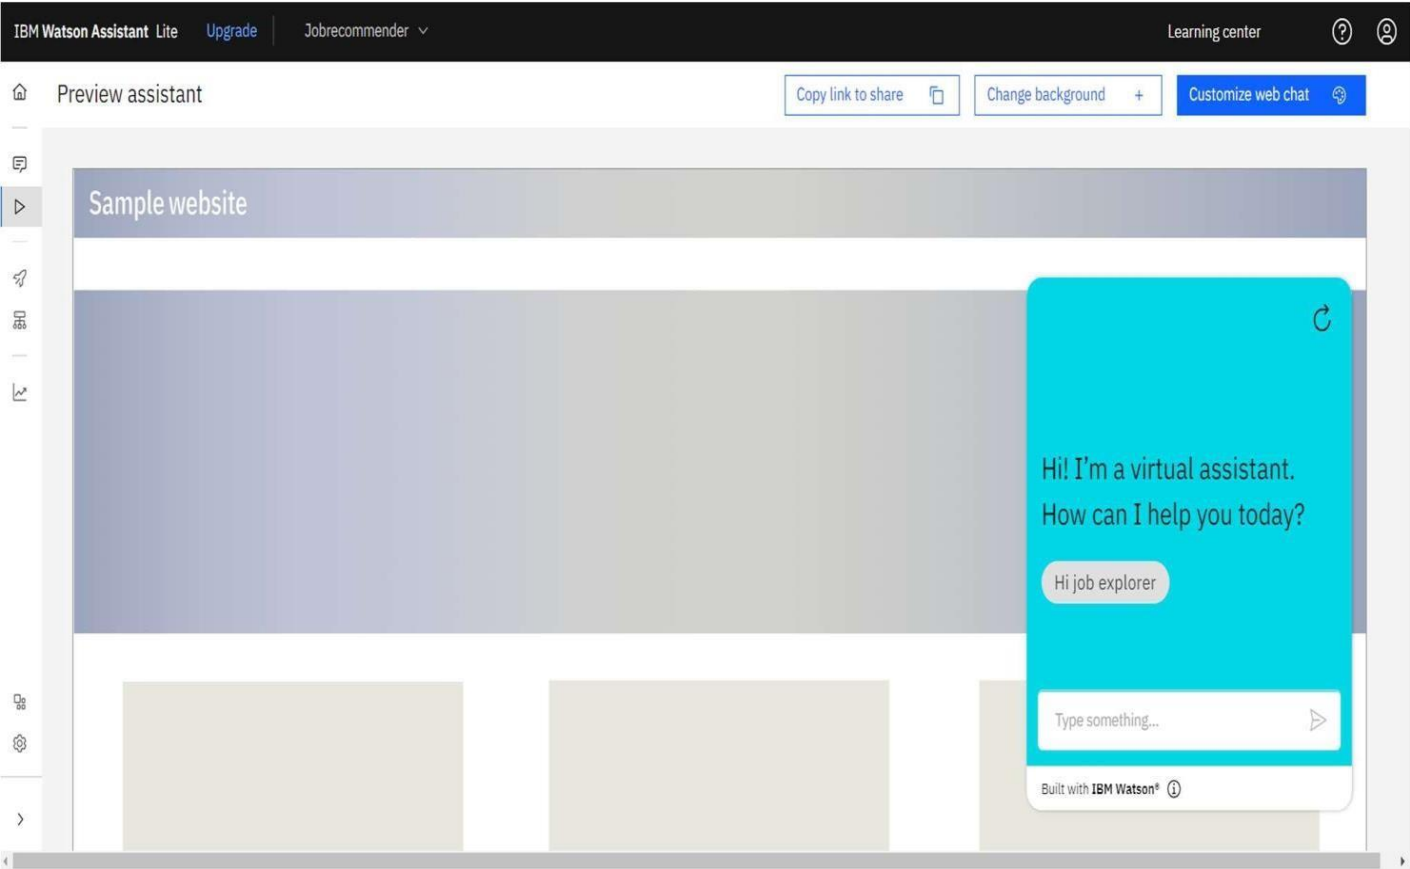 IBM Watson Assistant Lite Upgrade Jobrecommender Learning center
Preview assistant Copy link to share Change background + Customize web chat
Sample website
Hi! I'm a virtual assistant.
How can I help you today?
Hi job explorer
Type something...
Built with IBM Watson®